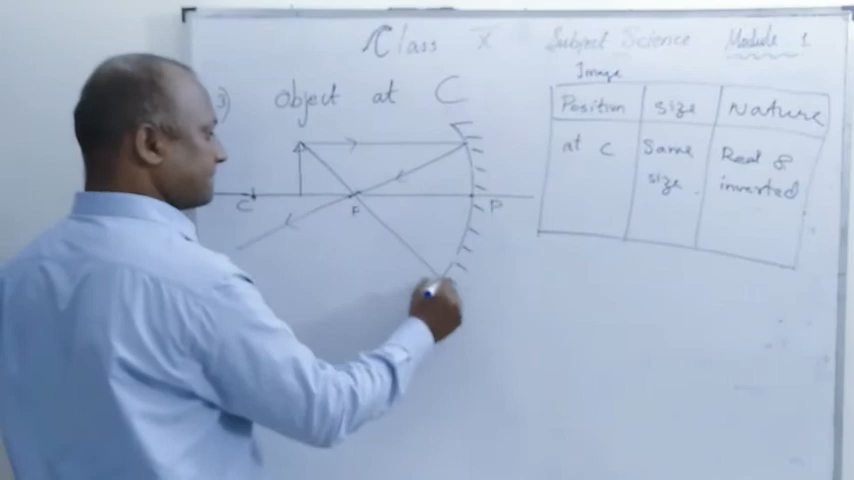 Class X Subject Science Module 1
3) object at C
Image
Position size Nature
at C Same size. Real & inverted
C F P